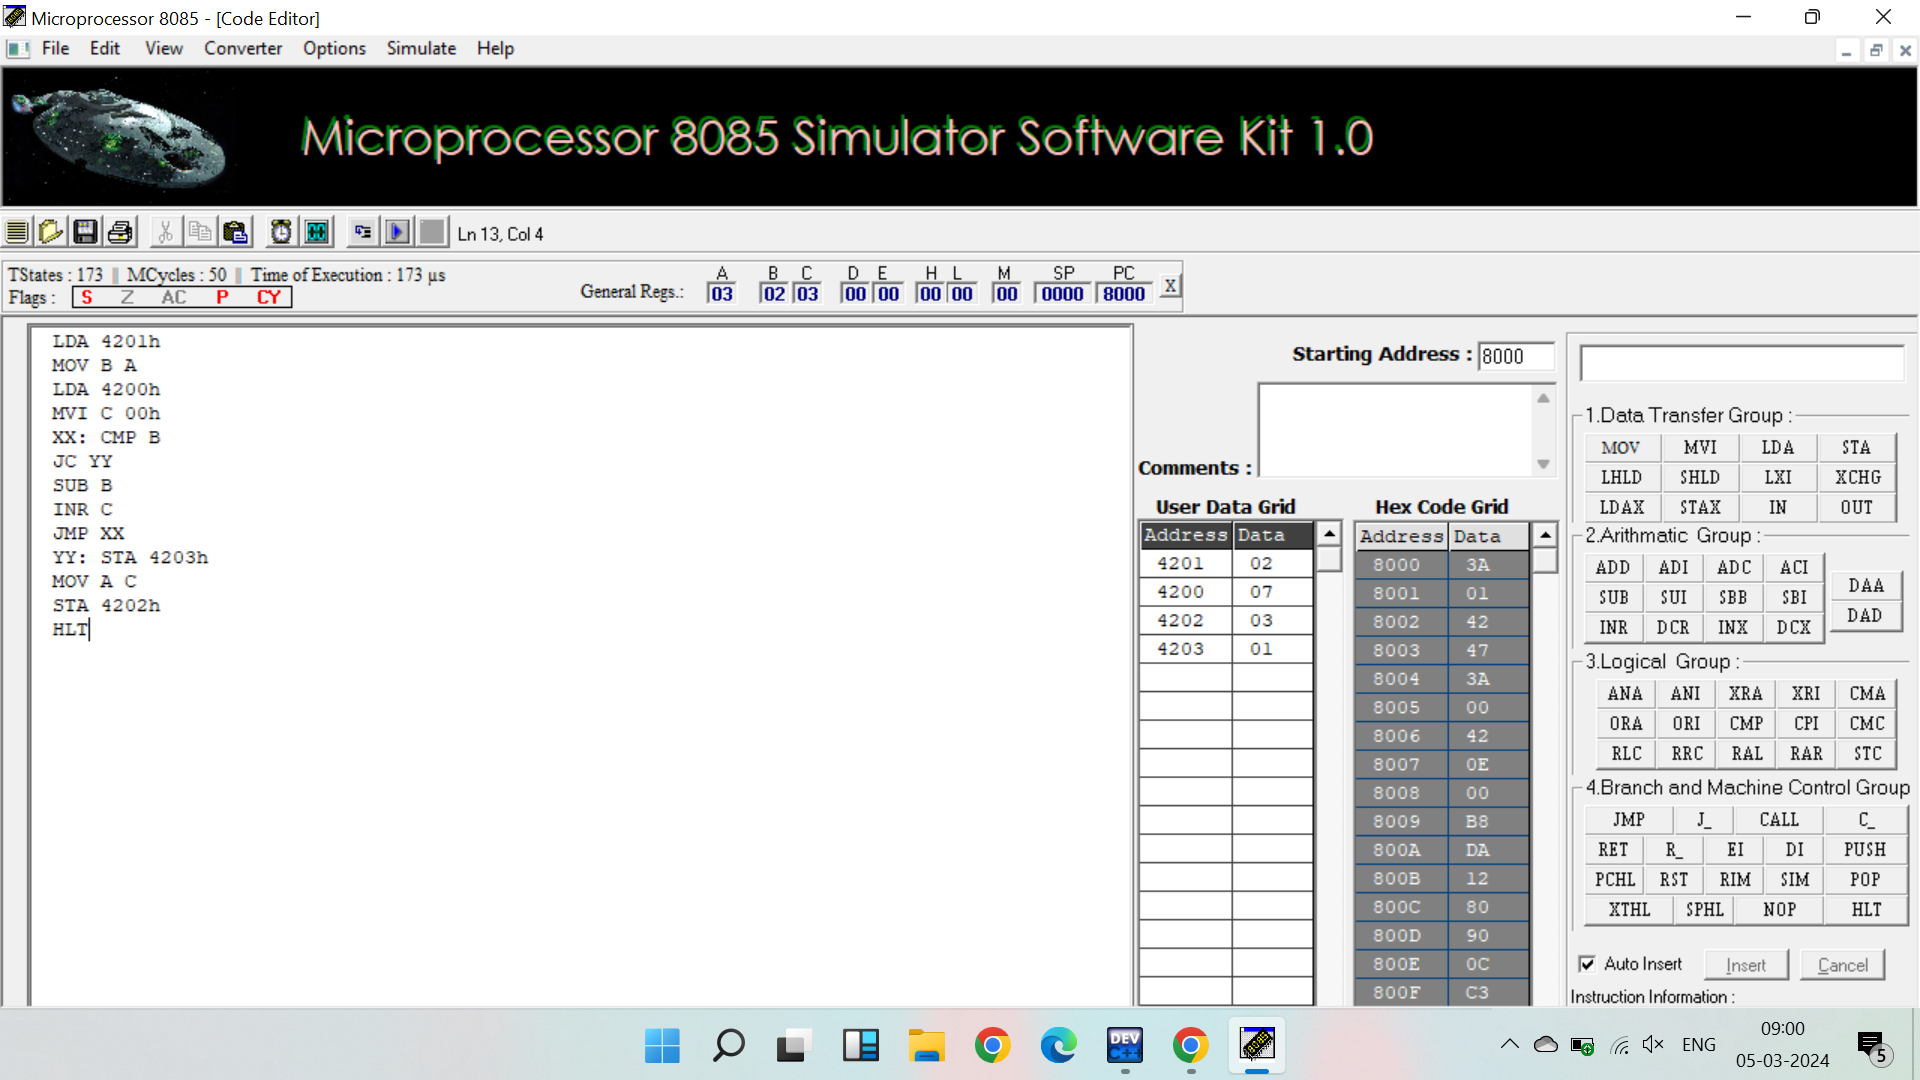 Microprocessor 8085 - [Code Editor]
File Edit View Converter Options Simulate Help
Microprocessor 8085 Simulator Software Kit 1.0
Ln 13, Col 4
TStates : 173 || MCycles : 50 || Time of Execution : 173 µs
Flags : S Z AC P CY
General Regs.:
A B C D E H L M SP PC
03 02 03 00 00 00 00 00 0000 8000 X
LDA 4201h
MOV B A
LDA 4200h
MVI C 00h
XX: CMP B
JC YY
SUB B
INR C
JMP XX
YY: STA 4203h
MOV A C
STA 4202h
HLT
Starting Address : 8000
Comments :
User Data Grid
Address Data
4201 02
4200 07
4202 03
4203 01
Hex Code Grid
Address Data
8000 3A
8001 01
8002 42
8003 47
8004 3A
8005 00
8006 42
8007 0E
8008 00
8009 B8
800A DA
800B 12
800C 80
800D 90
800E 0C
800F C3
1.Data Transfer Group :
MOV MVI LDA STA
LHLD SHLD LXI XCHG
LDAX STAX IN OUT
2.Arithmatic Group :
ADD ADI ADC ACI
SUB SUI SBB SBI
INR DCR INX DCX
DAA
DAD
3.Logical Group :
ANA ANI XRA XRI CMA
ORA ORI CMP CPI CMC
RLC RRC RAL RAR STC
4.Branch and Machine Control Group
JMP J_ CALL C_
RET R_ EI DI PUSH
PCHL RST RIM SIM POP
XTHL SPHL NOP HLT
Auto Insert Insert Cancel
Instruction Information :
DEV
C++
8085
ENG
09:00
05-03-2024
5